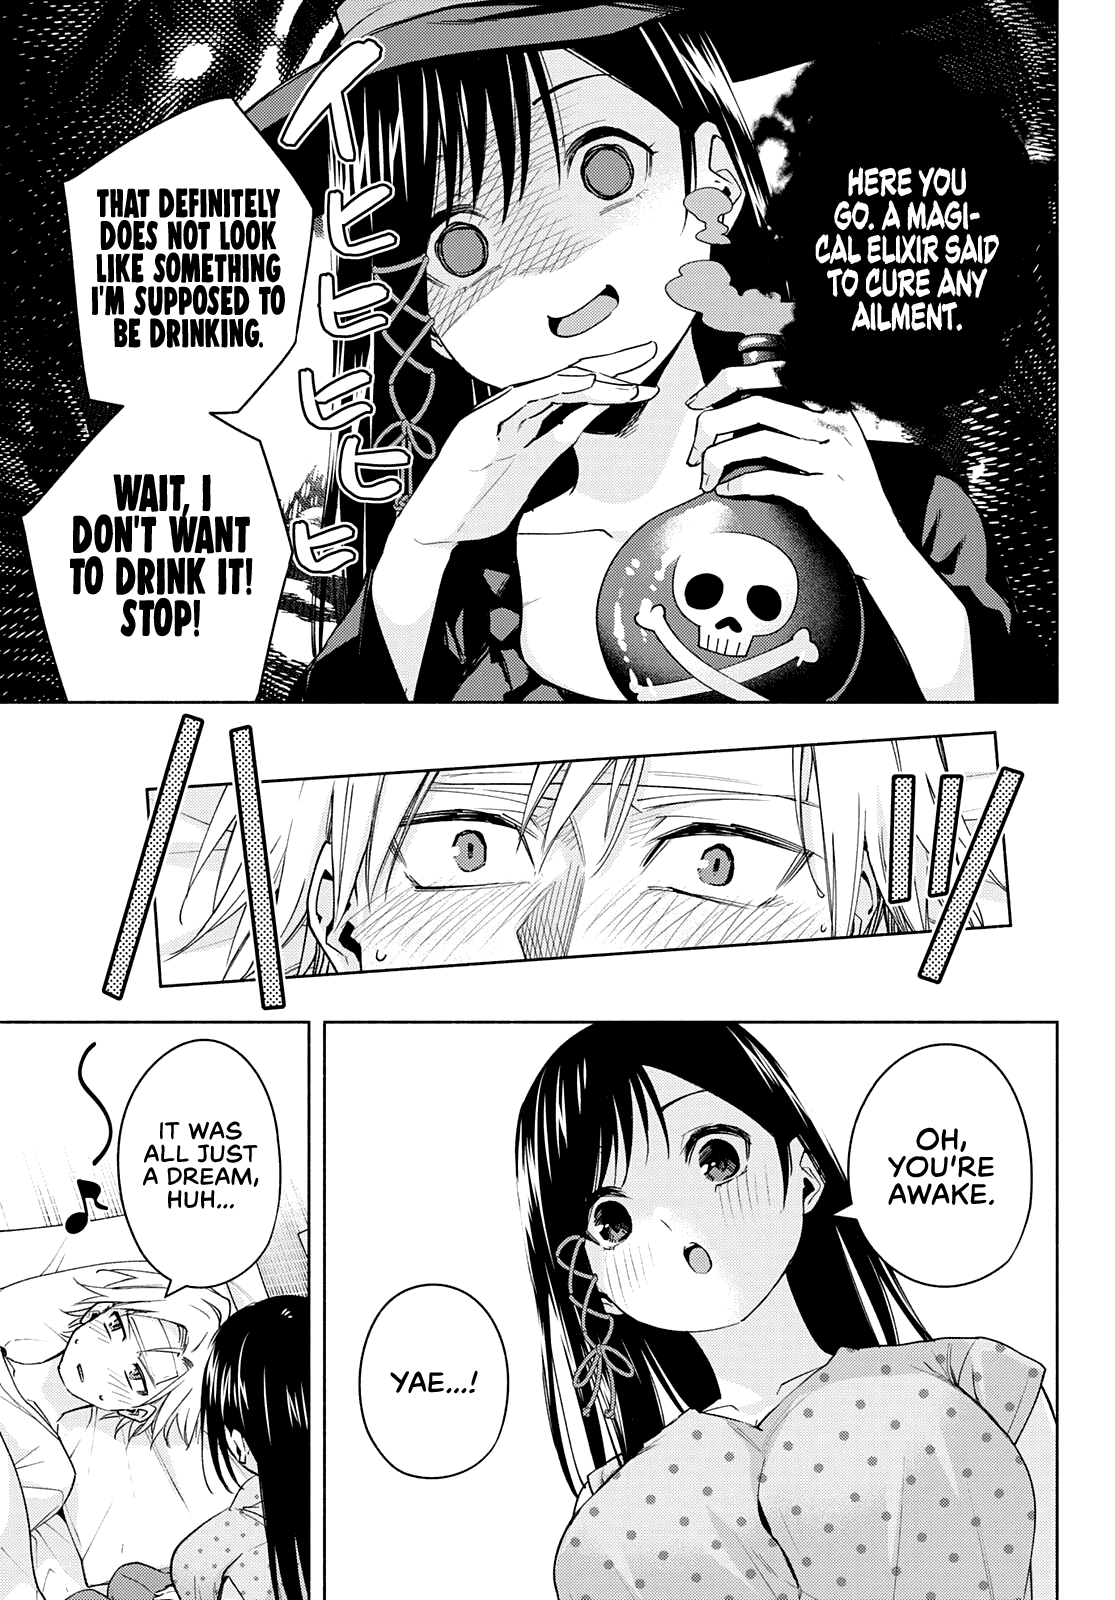 HERE YOU
GO. A MAGI-
CAL ELIXIR SAID
TO CURE ANY
AILMENT.
イ
ヒ
ヒ
ヒ
ヒ
ヒ
THAT DEFINITELY
DOES NOT LOOK
LIKE SOMETHING
I'M SUPPOSED TO
BE DRINKING.
WAIT, I
DON'T WANT
TO DRINK IT!
STOP!
OH,
YOU'RE
AWAKE.
YAE...!
IT WAS
ALL JUST
A DREAM,
HUH...